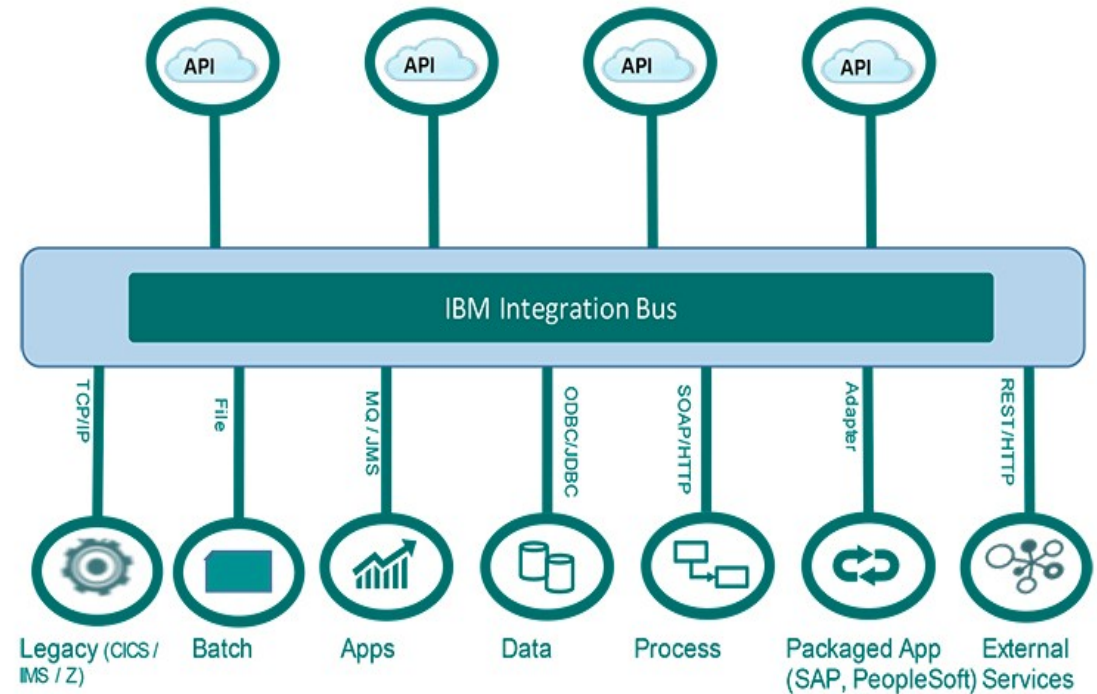 API
API
API
API
IBM Integration Bus
TCP/IP
File
MQ / JMS
ODBC/JDBC
SOAP/HTTP
Adapter
REST/HTTP
Legacy (CICS /
IMS / Z)
Batch
Apps
Data
Process
Packaged App
(SAP, PeopleSoft)
External
Services